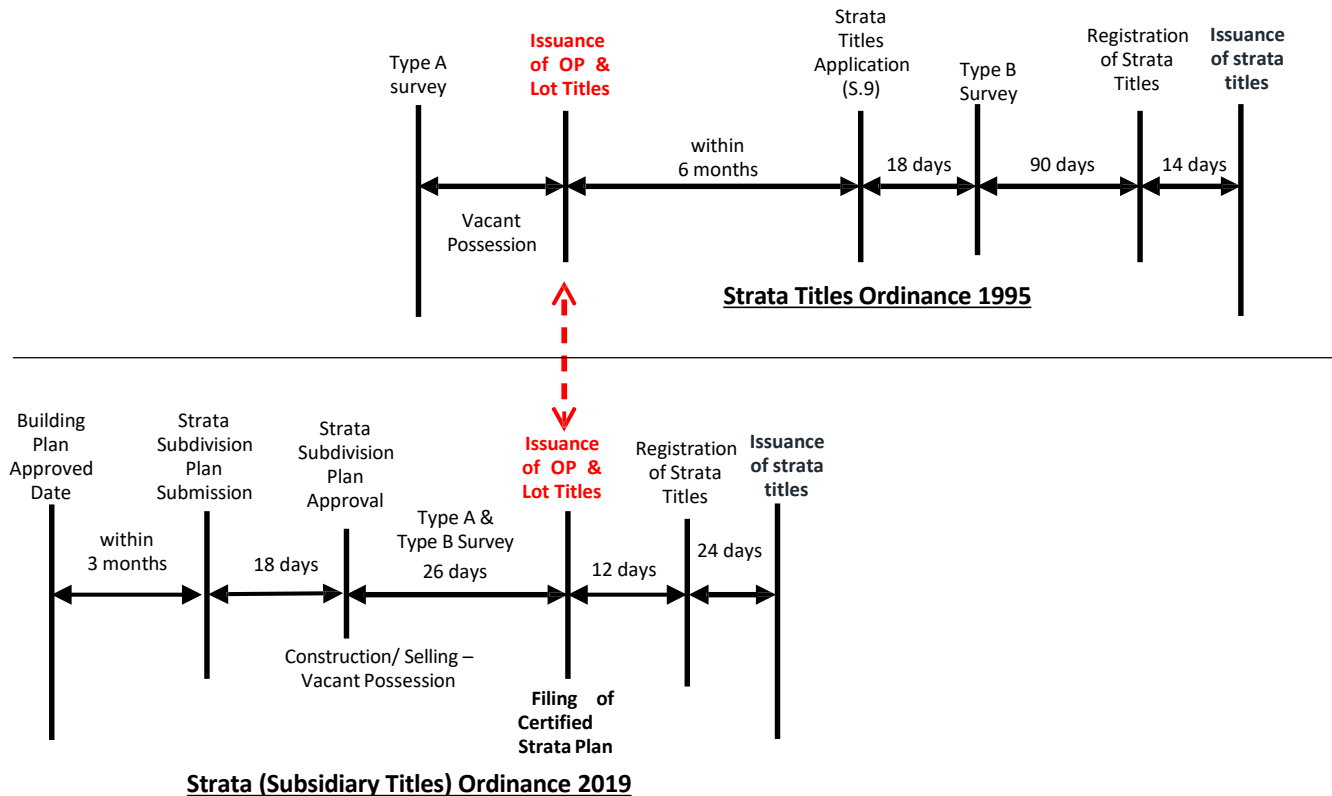 Type A
survey
Issuance
of OP &
Lot Titles
Strata
Titles
Application
(S.9)
Type B
Survey
Registration
of Strata
Titles
Issuance
of strata
titles
within
6 months
18 days
90 days
14 days
Vacant
Possession
Strata Titles Ordinance 1995
Building
Plan
Approved
Date
Strata
Subdivision
Plan
Submission
Strata
Subdivision
Plan
Approval
Issuance
of OP &
Lot Titles
Registration
of Strata
Titles
Issuance
of strata
titles
within
3 months
18 days
Type A &
Type B Survey
26 days
12 days
24 days
Construction/ Selling –
Vacant Possession
Filing of
Certified
Strata Plan
Strata (Subsidiary Titles) Ordinance 2019